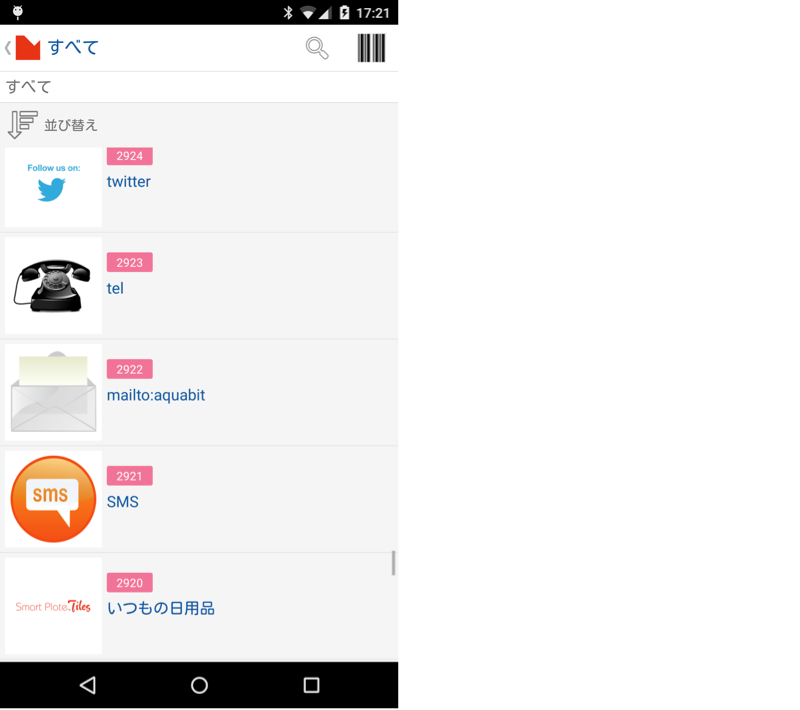 17:21
すべて
すべて
並び替え
2924
Follow us on:
twitter
2923
tel
2922
mailto:aquabit
2921
sms
SMS
2920
Smart Plate.Tiles
いつもの日用品